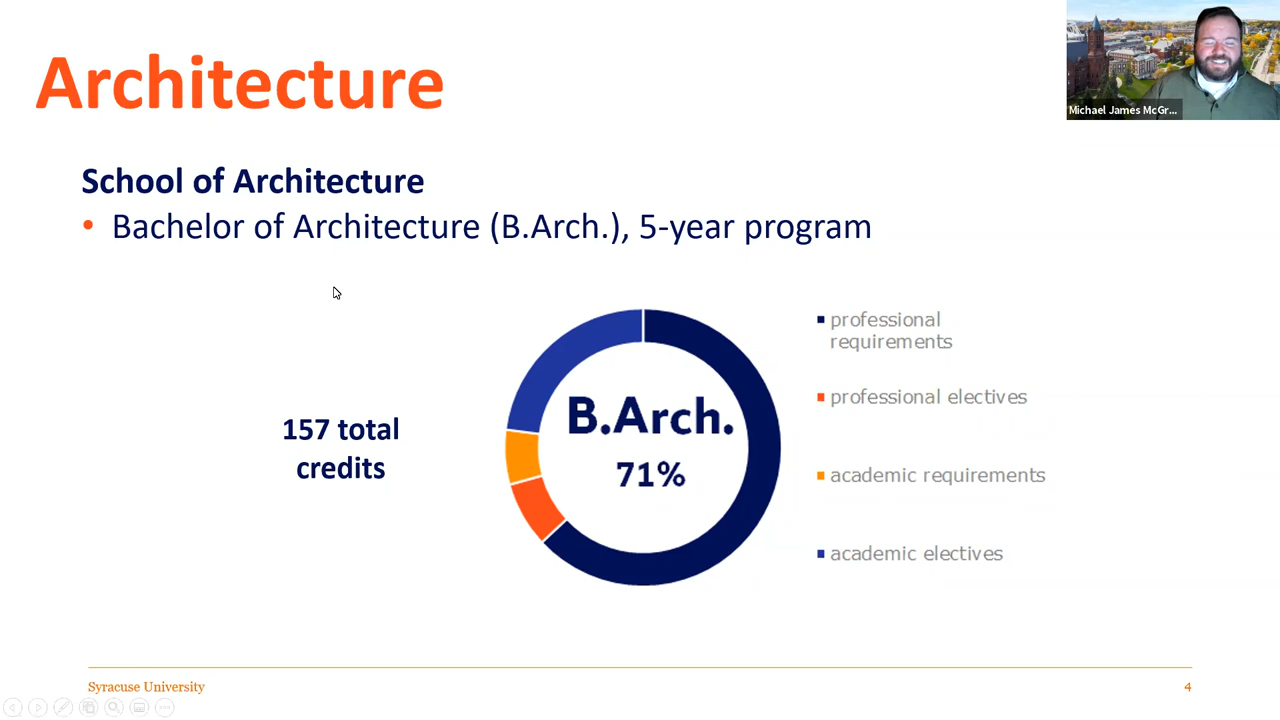 Architecture
Michael James McGr...
School of Architecture
• Bachelor of Architecture (B.Arch.), 5-year program
157 total
credits
B.Arch.
71%
professional
requirements
professional electives
academic requirements
academic electives
Syracuse University
4